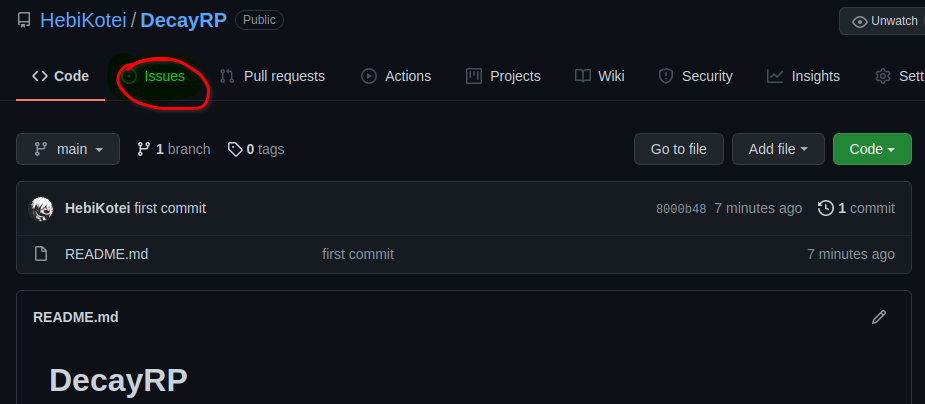 HebiKotei / DecayRP Public Unwatch
Code Issues Pull requests Actions Projects Wiki Security Insights Sett
main 1 branch 0 tags Go to file Add file Code
HebiKotei first commit 8000b48 7 minutes ago 1 commit
README.md first commit 7 minutes ago
README.md
DecayRP